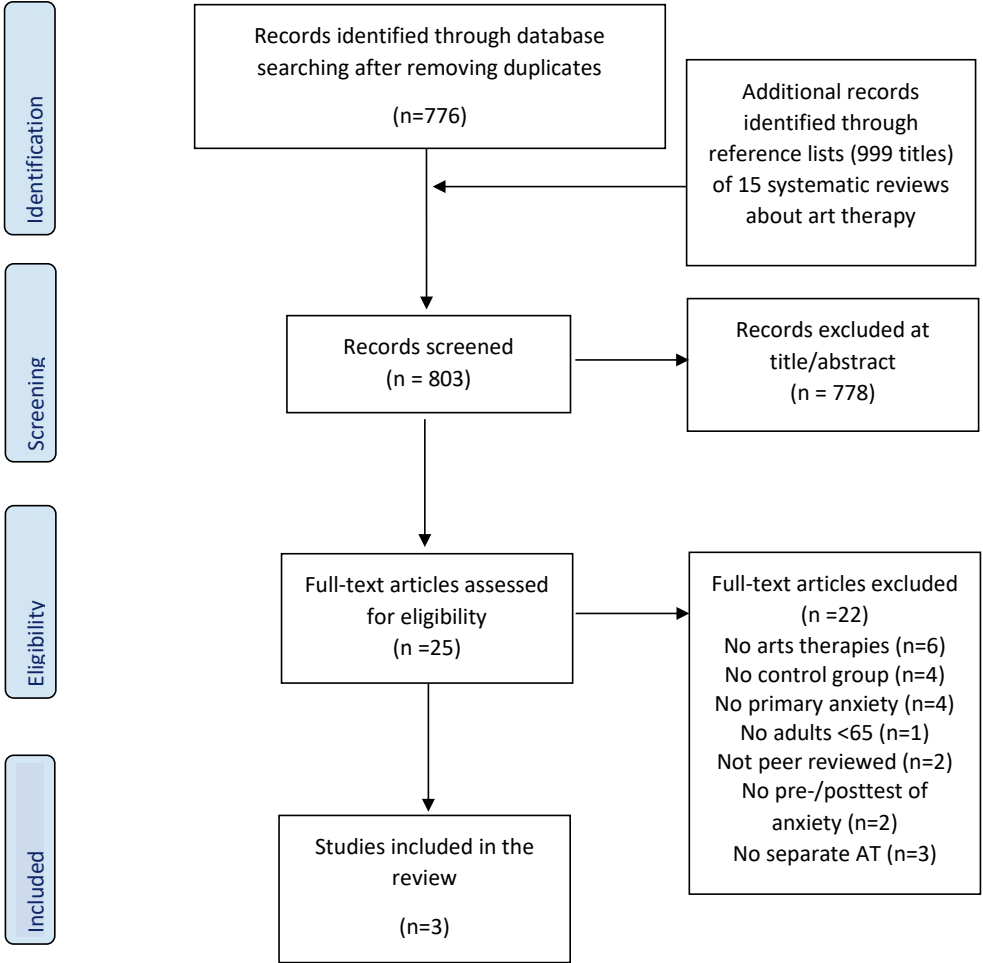 Identification
Records identified through database
searching after removing duplicates
(n=776)
Additional records
identified through
reference lists (999 titles)
of 15 systematic reviews
about art therapy
Screening
Records screened
(n = 803)
Records excluded at
title/abstract
(n = 778)
Eligibility
Full-text articles assessed
for eligibility
(n =25)
Full-text articles excluded
(n =22)
No arts therapies (n=6)
No control group (n=4)
No primary anxiety (n=4)
No adults <65 (n=1)
Not peer reviewed (n=2)
No pre-/posttest of
anxiety (n=2)
No separate AT (n=3)
Included
Studies included in the
review
(n=3)